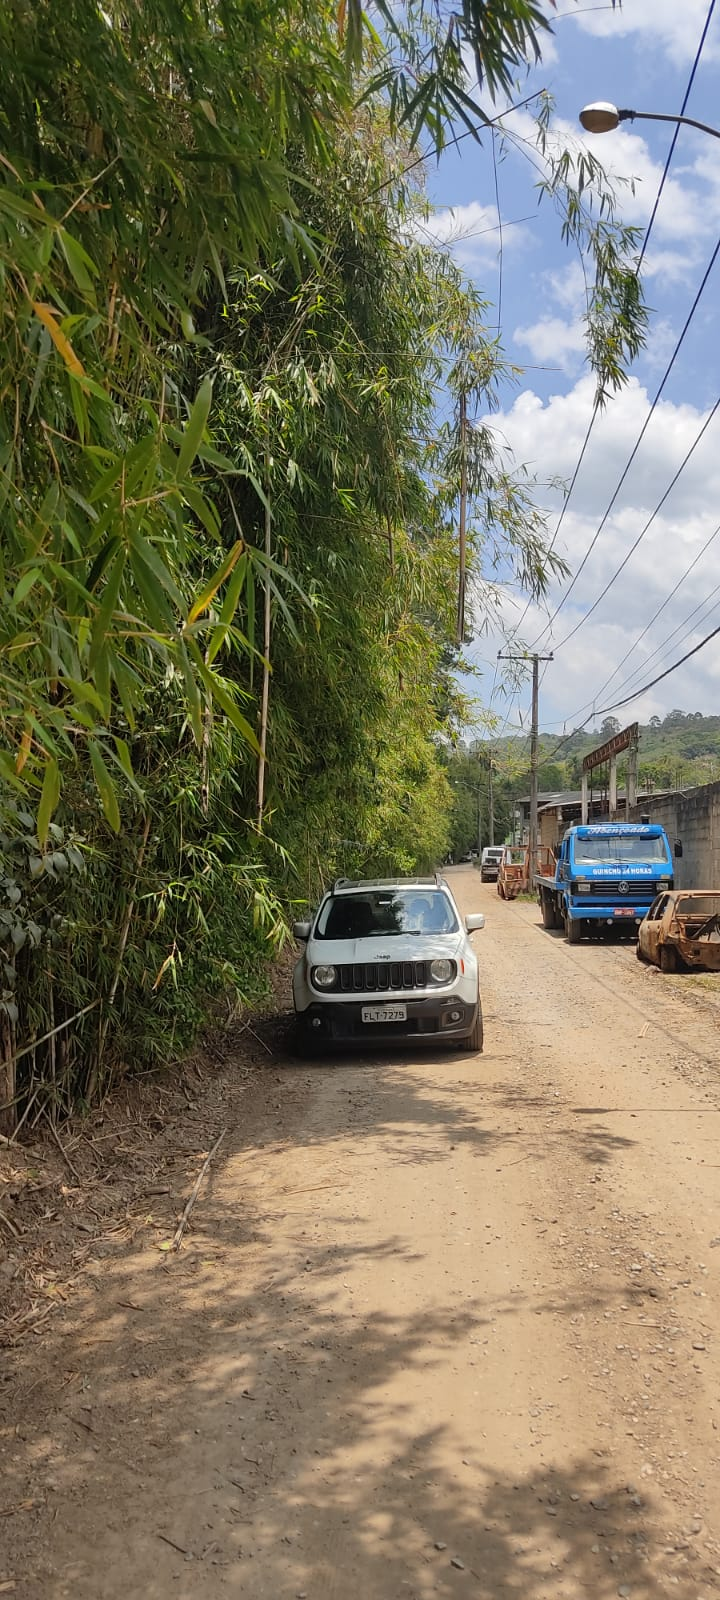 Abençoado
GUINCHO 24 HORAS
Jeep
FLT·7279